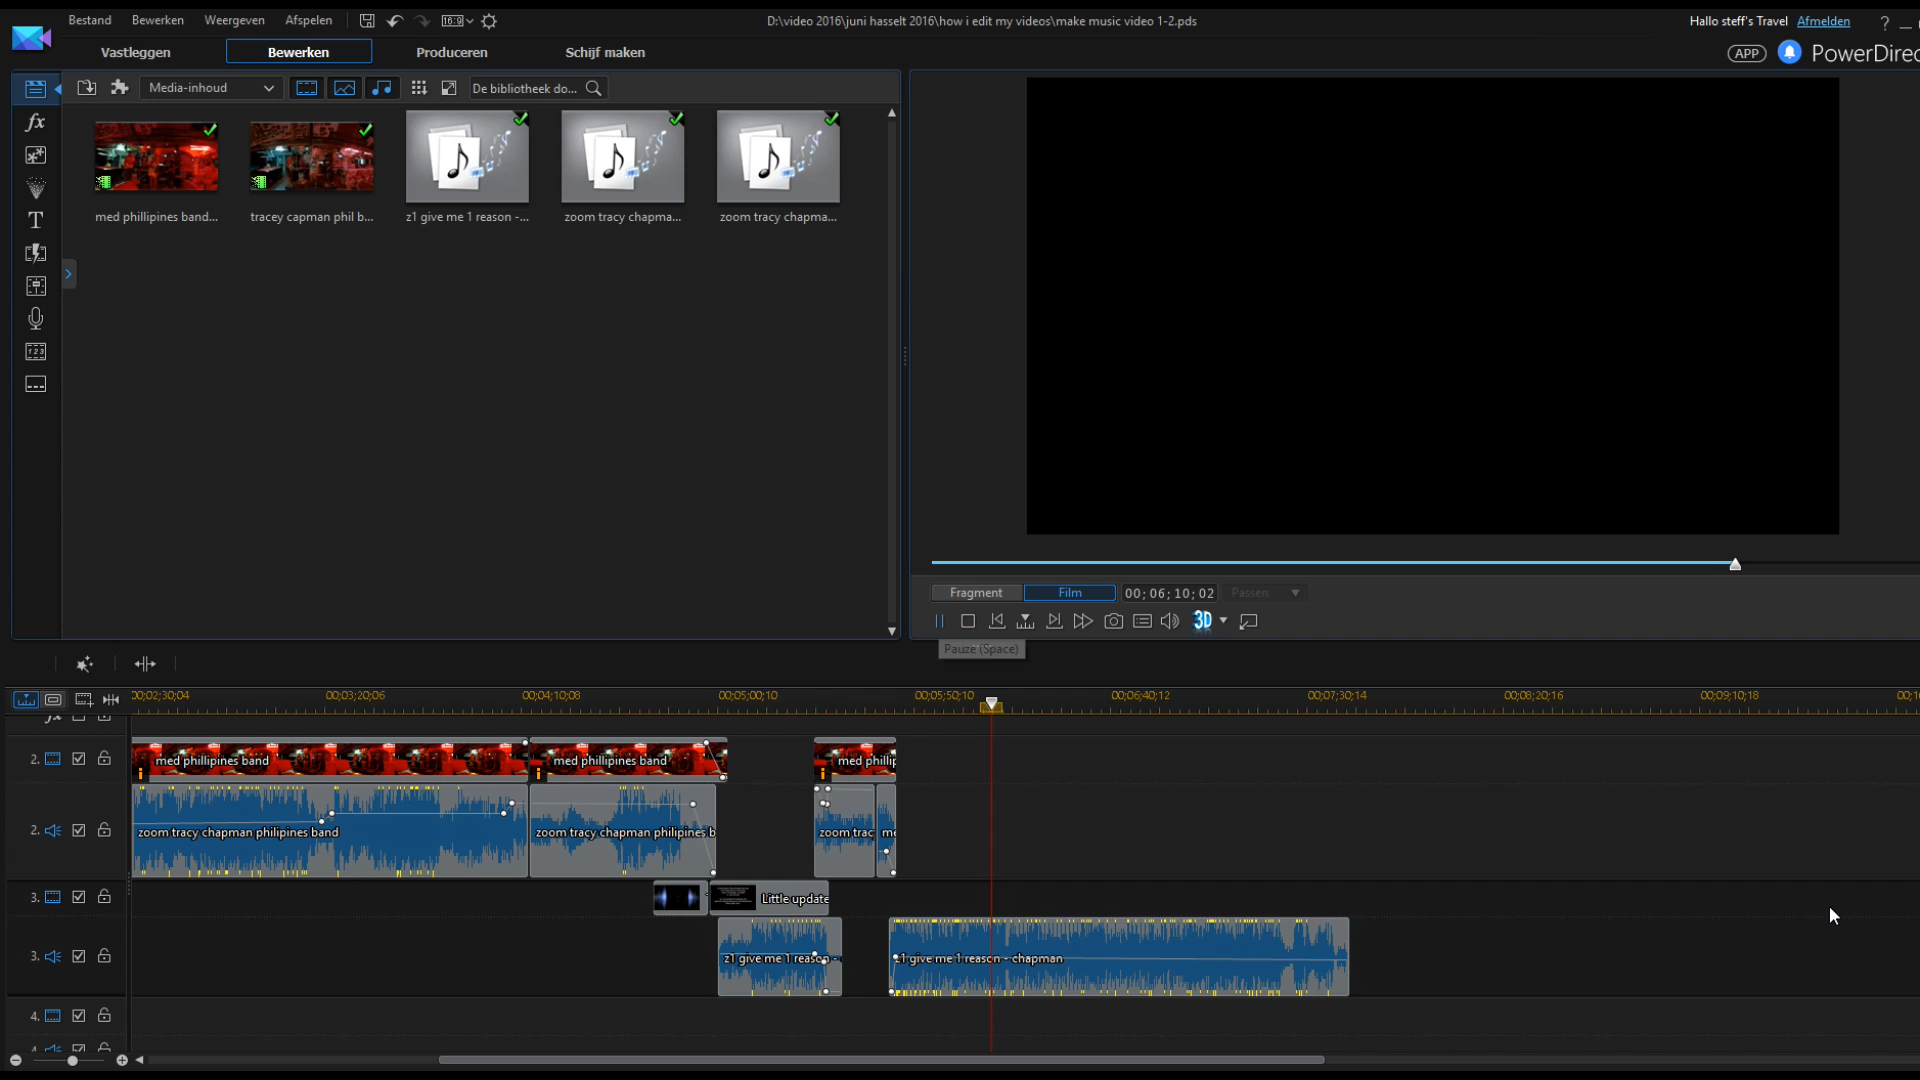 Bestand Bewerken Weergeven Afspelen 16:9 D:\video 2016\juni hasselt 2016\how i edit my videos\make music video 1-2.pds Hallo steff's Travel Afmelden ?
Vastleggen Bewerken Produceren Schijf maken APP PowerDirec
Media-inhoud De bibliotheek do...
fx
T
med phillipines band... tracey capman phil b... z1 give me 1 reason -... zoom tracy chapma... zoom tracy chapma...
Fragment Film 00; 06; 10; 02 Passen
3D
Pauze (Space)
00;02;30;04 00;03;20;06 00;04;10;08 00;05;00;10 00;05;50;10 00;06;40;12 00;07;30;14 00;08;20;16 00;09;10;18 00;1
fx
2. med phillipines band med phillipines band med phillip
2. zoom tracy chapman philipines band zoom tracy chapman philipines b zoom trac me
3. Little update
3. z1 give me 1 reason - z1 give me 1 reason - chapman
4.
4.